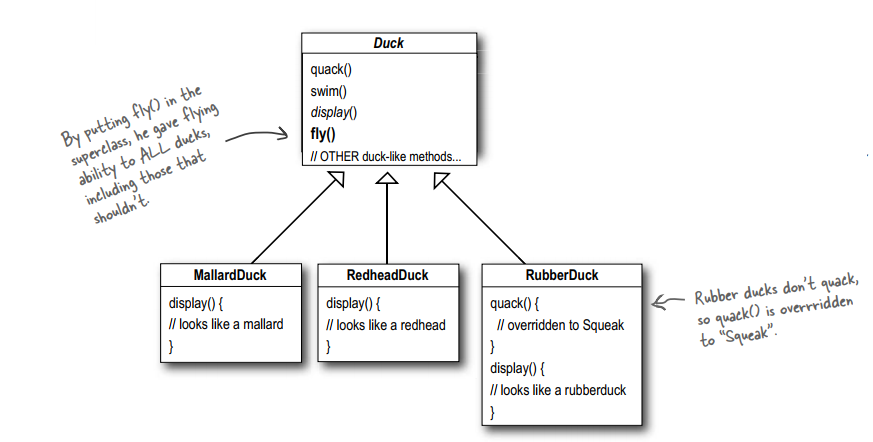 Duck
quack()
swim()
display()
fly()
// OTHER duck-like methods...
By putting fly() in the
superclass, he gave flying
ability to ALL ducks,
including those that
shouldn't.
MallardDuck
display() {
// looks like a mallard
}
RedheadDuck
display() {
// looks like a redhead
}
RubberDuck
quack() {
// overridden to Squeak
}
display() {
// looks like a rubberduck
}
Rubber ducks don't quack,
so quack() is overrridden
to "Squeak".